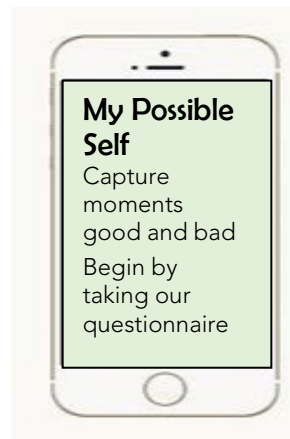 My Possible
Self
Capture
moments
good and bad
Begin by
taking our
questionnaire